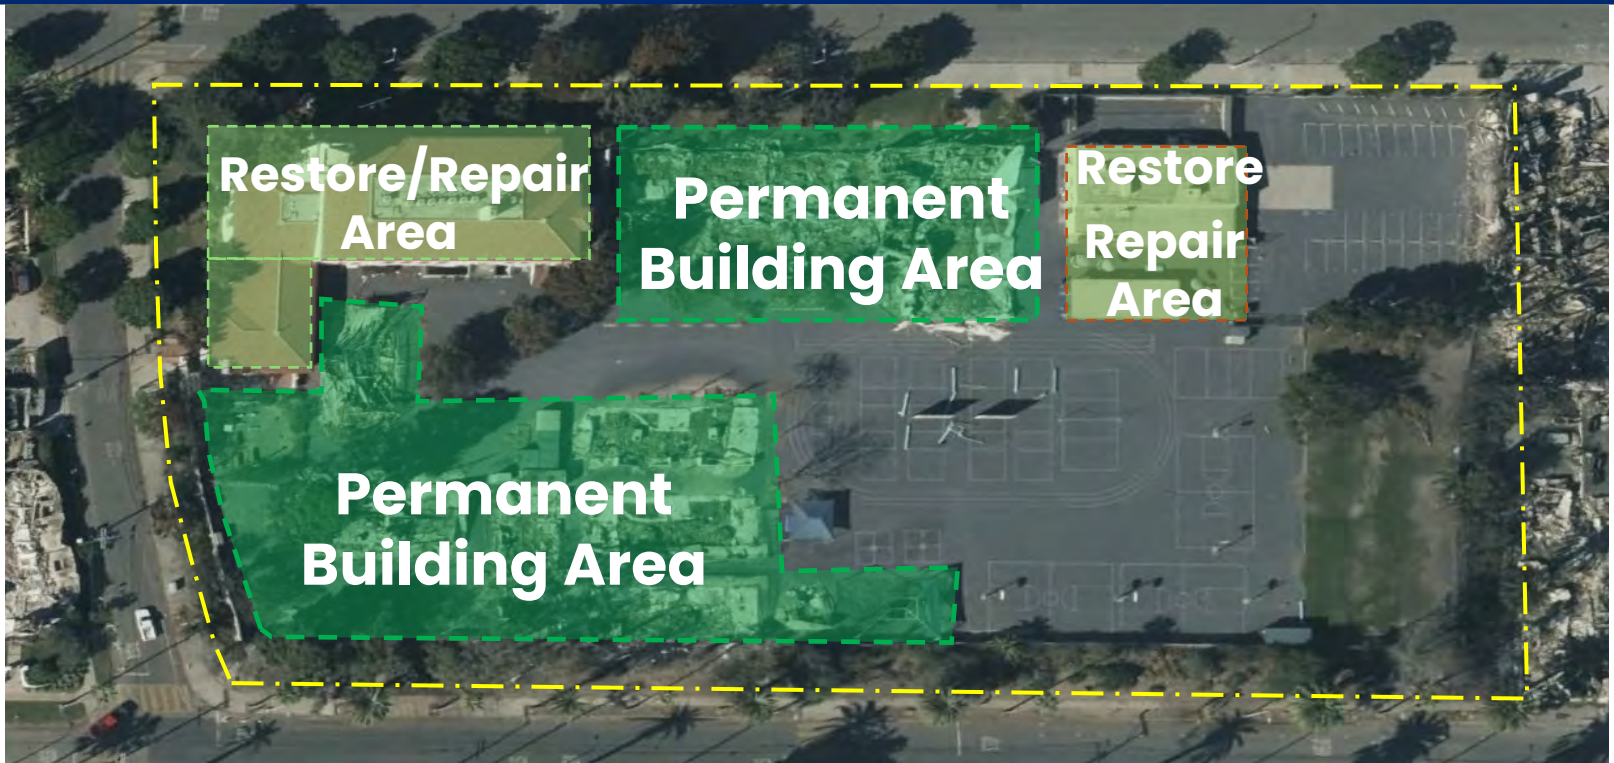 Restore/Repair
Area
Permanent
Building Area
Restore
Repair
Area
Permanent
Building Area